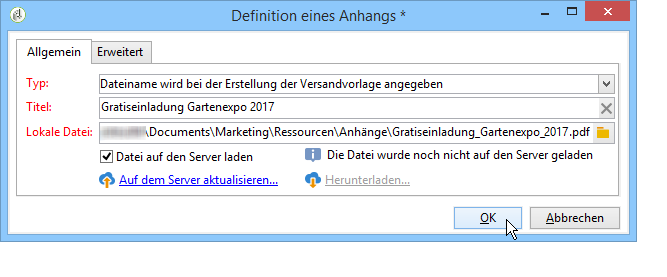 Definition eines Anhangs *
Allgemein Erweitert
Typ: Dateiname wird bei der Erstellung der Versandvorlage angegeben
Titel: Gratiseinladung Gartenexpo 2017
Lokale Datei: \Documents\Marketing\Ressourcen\Anhänge\Gratiseinladung_Gartenexpo_2017.pdf
Datei auf den Server laden Die Datei wurde noch nicht auf den Server geladen
Auf dem Server aktualisieren... Herunterladen...
OK Abbrechen